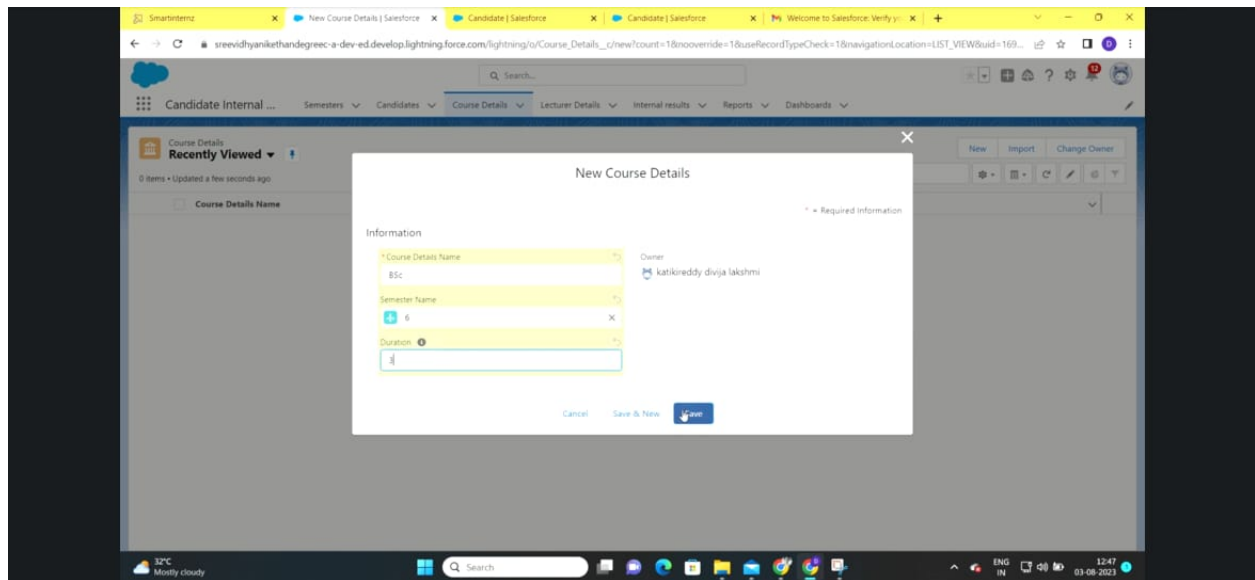 Smartinternz
New Course Details | Salesforce
Candidate | Salesforce
Candidate | Salesforce
Welcome to Salesforce: Verify yo
sreevidhyanikethandegreec-a-dev-ed.develop.lightning.force.com/lightning/o/Course_Details__c/new?count=1&nooverride=1&useRecordTypeCheck=1&navigationLocation=LIST_VIEW&uid=169...
D
Search...
12
Candidate Internal ...
Semesters
Candidates
Course Details
Lecturer Details
Internal results
Reports
Dashboards
Course Details
Recently Viewed
New
Import
Change Owner
0 items • Updated a few seconds ago
Course Details Name
New Course Details
* = Required Information
Information
* Course Details Name
BSc
Owner
katikireddy divija lakshmi
Semester Name
6
Duration
3
Cancel
Save & New
Save
32°C
Mostly cloudy
Search
ENG
IN
12:47
03-08-2023